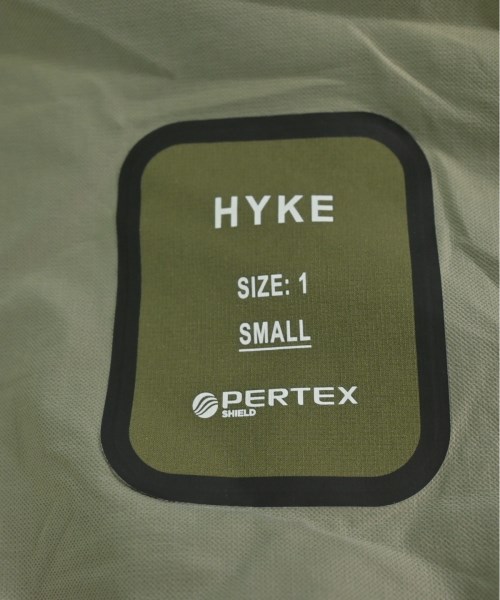 HYKE
SIZE: 1
SMALL
PERTEX
SHIELD